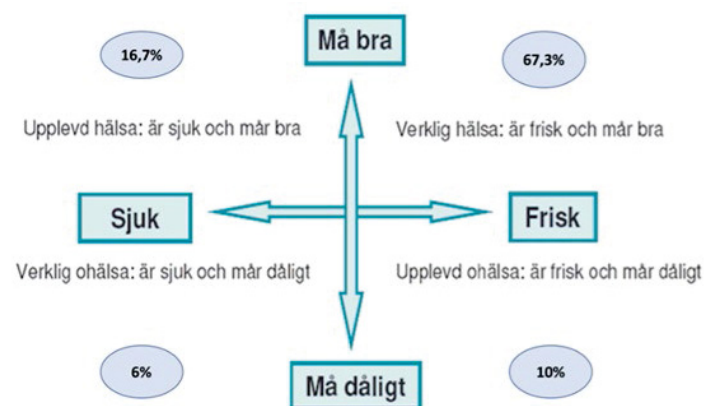 Må bra
16,7%
67,3%
Upplevd hälsa: är sjuk och mår bra
Verklig hälsa: är frisk och mår bra
Sjuk
Frisk
Verklig ohälsa: är sjuk och mår dåligt
Upplevd ohälsa: är frisk och mår dåligt
6%
10%
Må dåligt